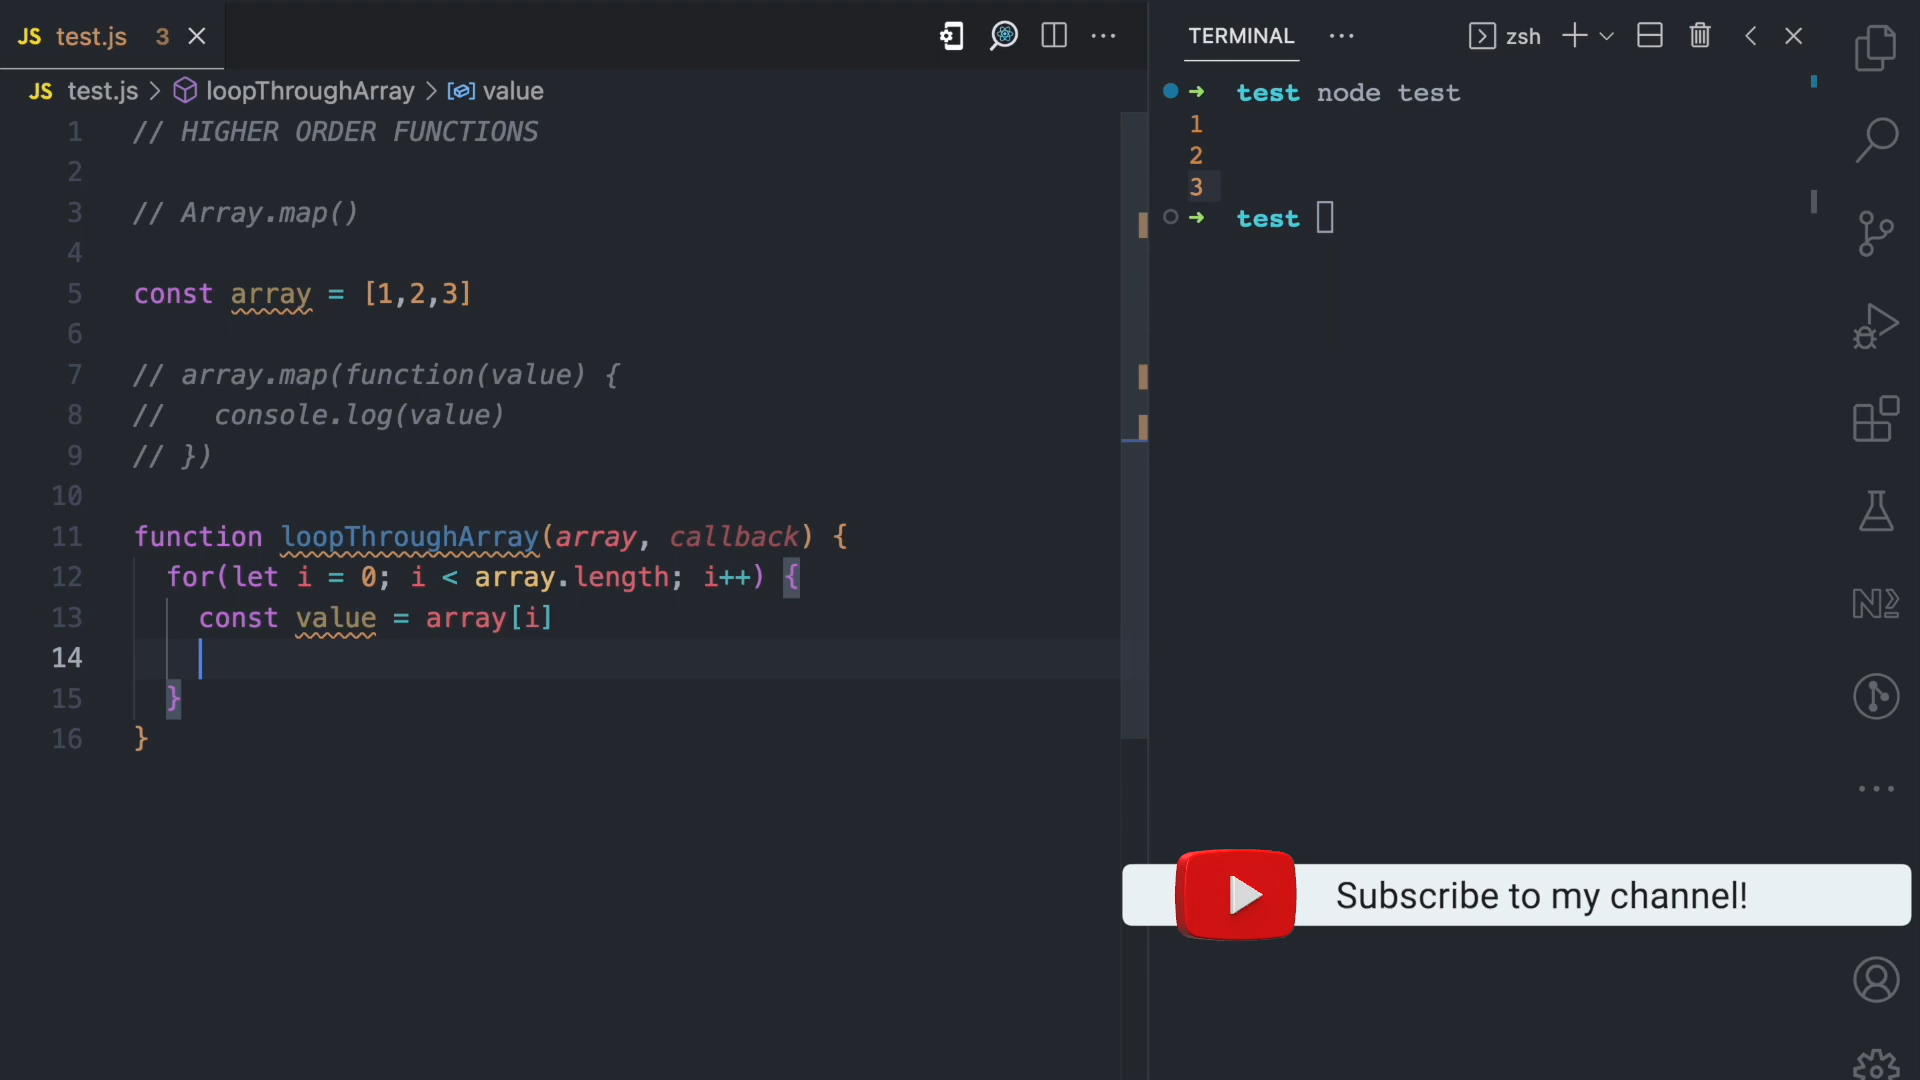 JS test.js 3
JS test.js > loopThroughArray > value
1 // HIGHER ORDER FUNCTIONS
2
3 // Array.map()
4
5 const array = [1,2,3]
6
7 // array.map(function(value) {
8 //   console.log(value)
9 // })
10
11 function loopThroughArray(array, callback) {
12   for(let i = 0; i < array.length; i++) {
13     const value = array[i]
14
15   }
16 }
TERMINAL
zsh
test node test
1
2
3
test
Subscribe to my channel!